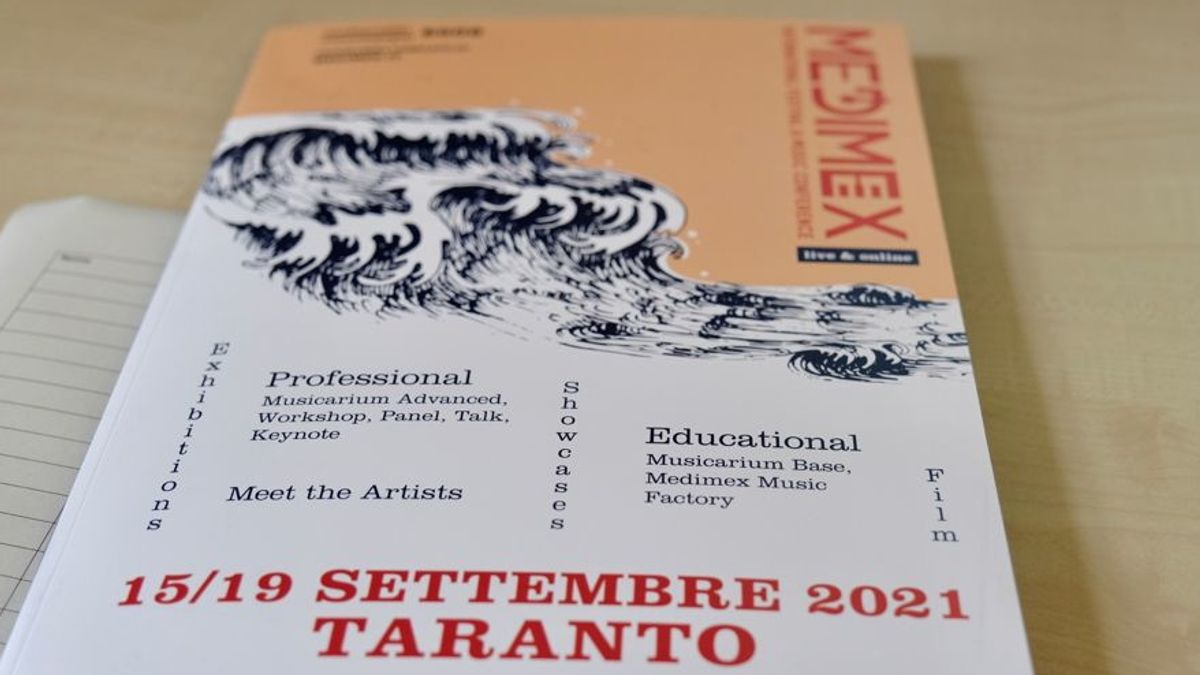 MEDIMEX
INTERNATIONAL FESTIVAL & MUSIC CONFERENCE
live & online
Exhibitions
Professional
Musicarium Advanced,
Workshop, Panel, Talk,
Keynote
Meet the Artists
Showcases
Educational
Musicarium Base,
Medimex Music
Factory
Film
15/19 SETTEMBRE 2021
TARANTO